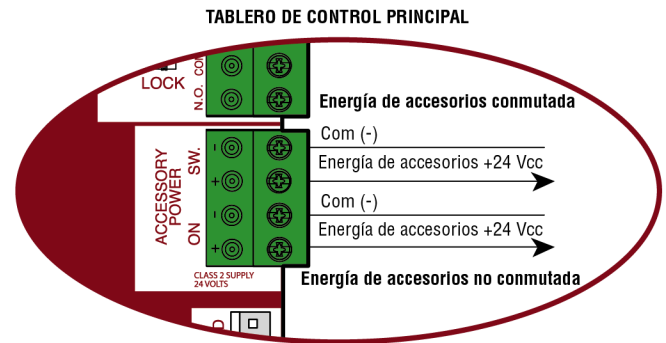 TABLERO DE CONTROL PRINCIPAL
LOCK
N.O.
Energía de accesorios conmutada
ACCESSORY
POWER
SW.
ON
-
+
-
+
Com (-)
Energía de accesorios +24 Vcc
Com (-)
Energía de accesorios +24 Vcc
CLASS 2 SUPPLY
24 VOLTS
Energía de accesorios no conmutada